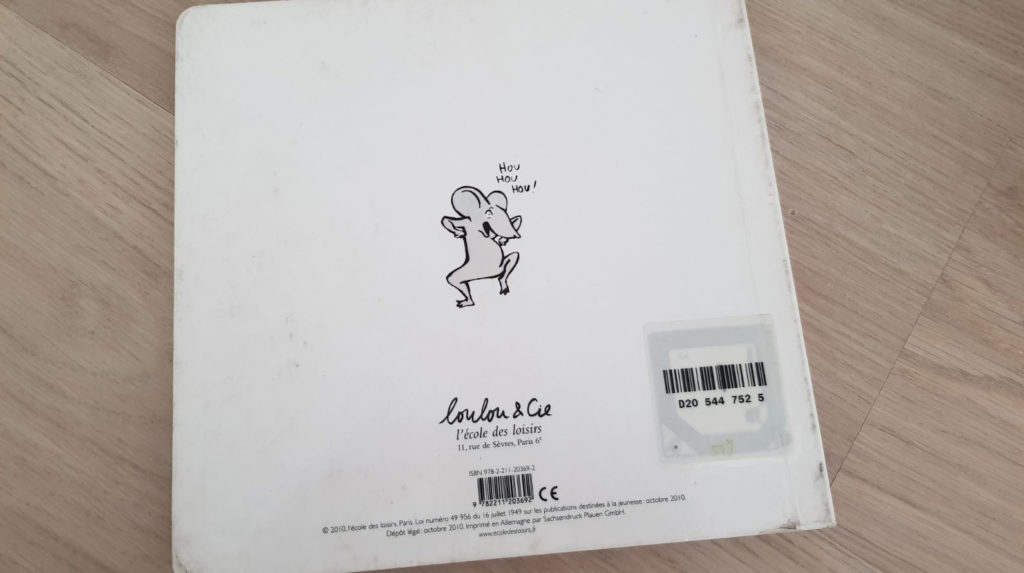 HOU
HOU
HOU!
D20 544 752 5
loulou & Cie
l'école des loisirs
11, rue de Sèvres, Paris 6e
ISBN 978-2-211-20369-2
9 782211 203692 CE
© 2010, l'école des loisirs, Paris. Loi numéro 49 956 du 16 juillet 1949 sur les publications destinées à la jeunesse : octobre 2010.
Dépôt légal : octobre 2010. Imprimé en Allemagne par Sachsendruck Plauen GmbH.
www.ecoledesloisirs.fr